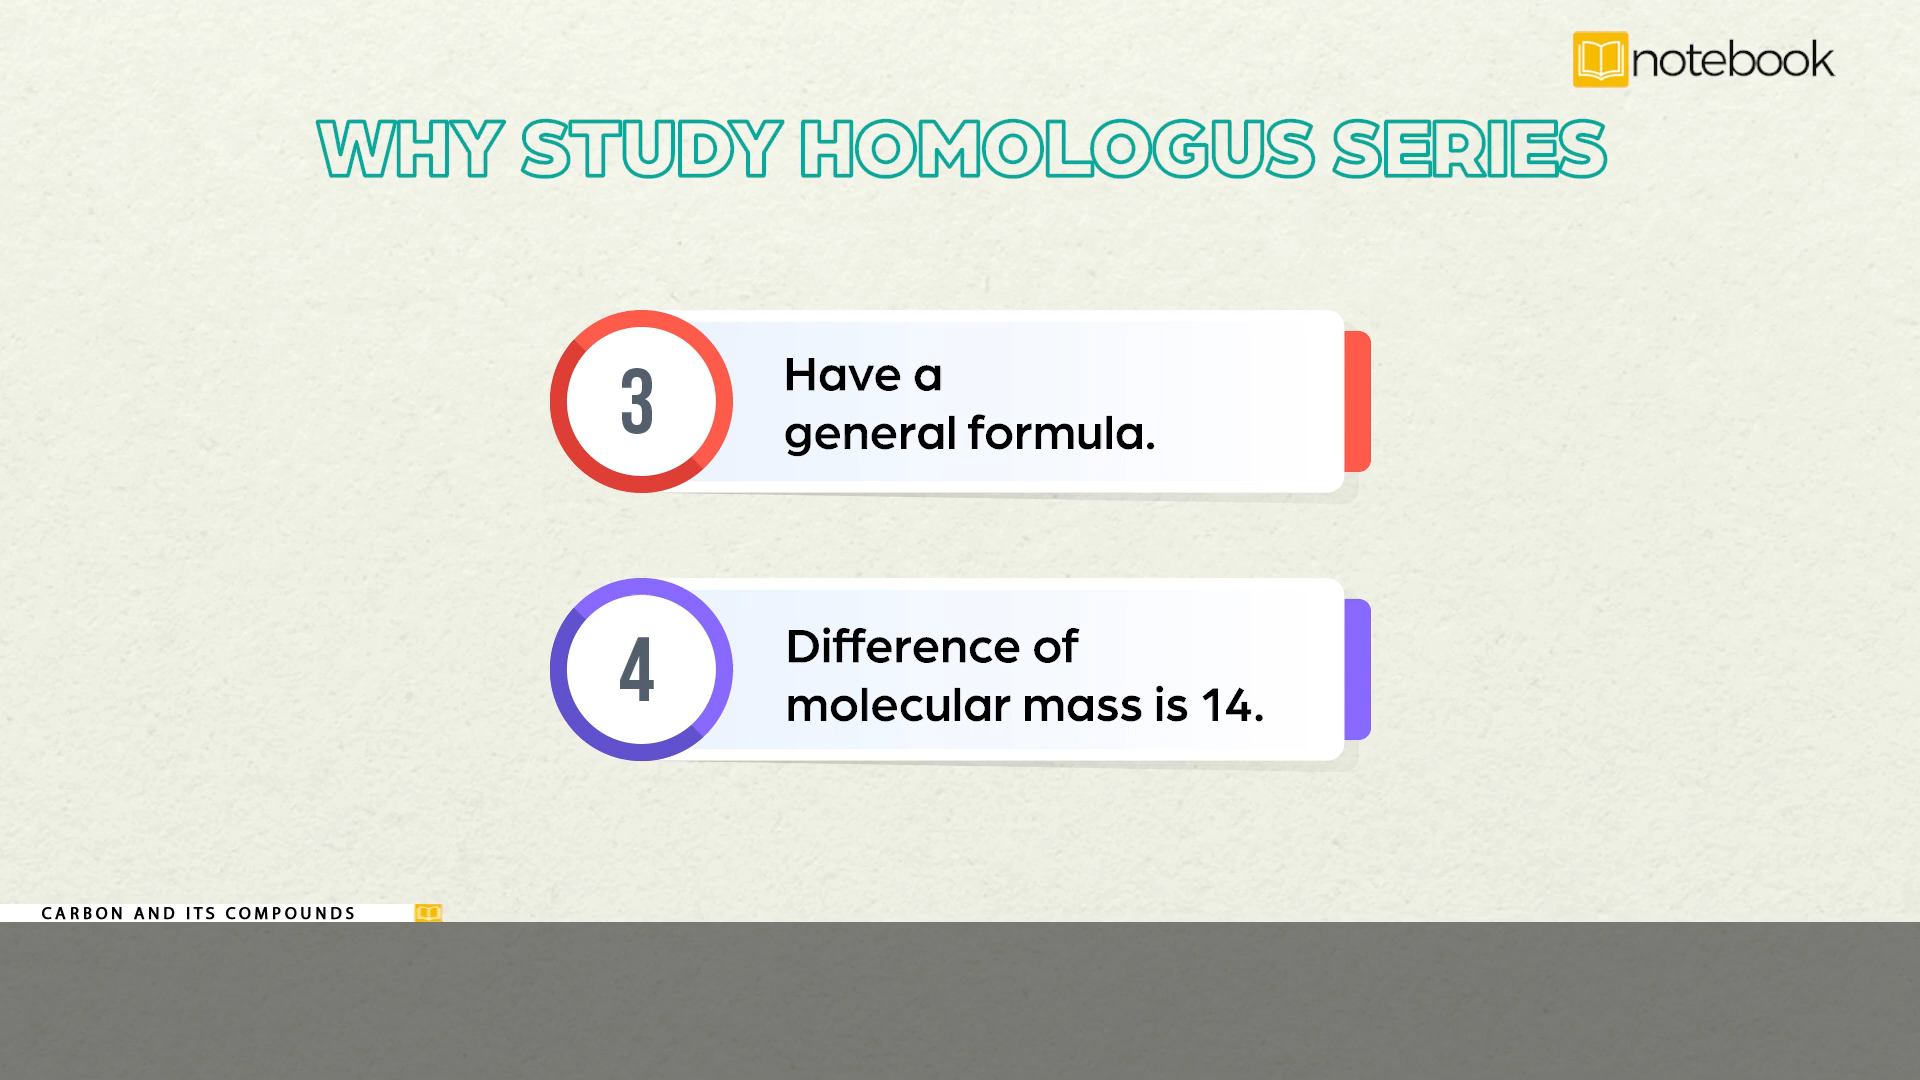 notebook
WHY STUDY HOMOLOGUS SERIES
3
Have a
general formula.
4
Difference of
molecular mass is 14.
CARBON AND ITS COMPOUNDS